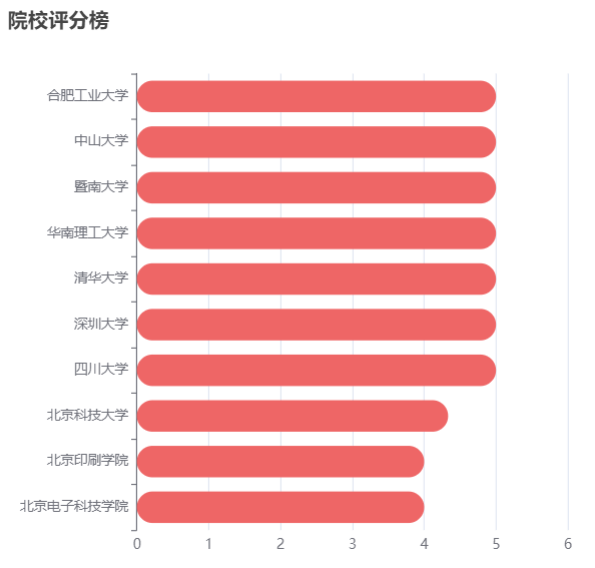 院校评分榜
合肥工业大学
中山大学
暨南大学
华南理工大学
清华大学
深圳大学
四川大学
北京科技大学
北京印刷学院
北京电子科技学院
0 1 2 3 4 5 6